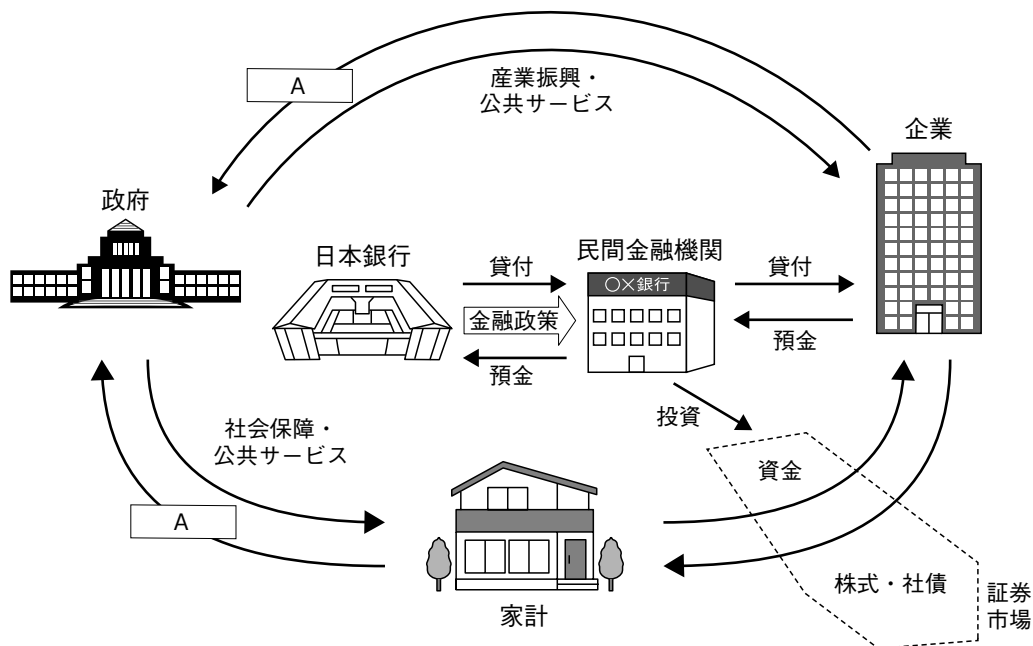 A
産業振興・
公共サービス
企業
政府
日本銀行
民間金融機関
貸付
〇×銀行
貸付
金融政策
預金
預金
投資
社会保障・
公共サービス
資金
A
株式・社債
証券
市場
家計